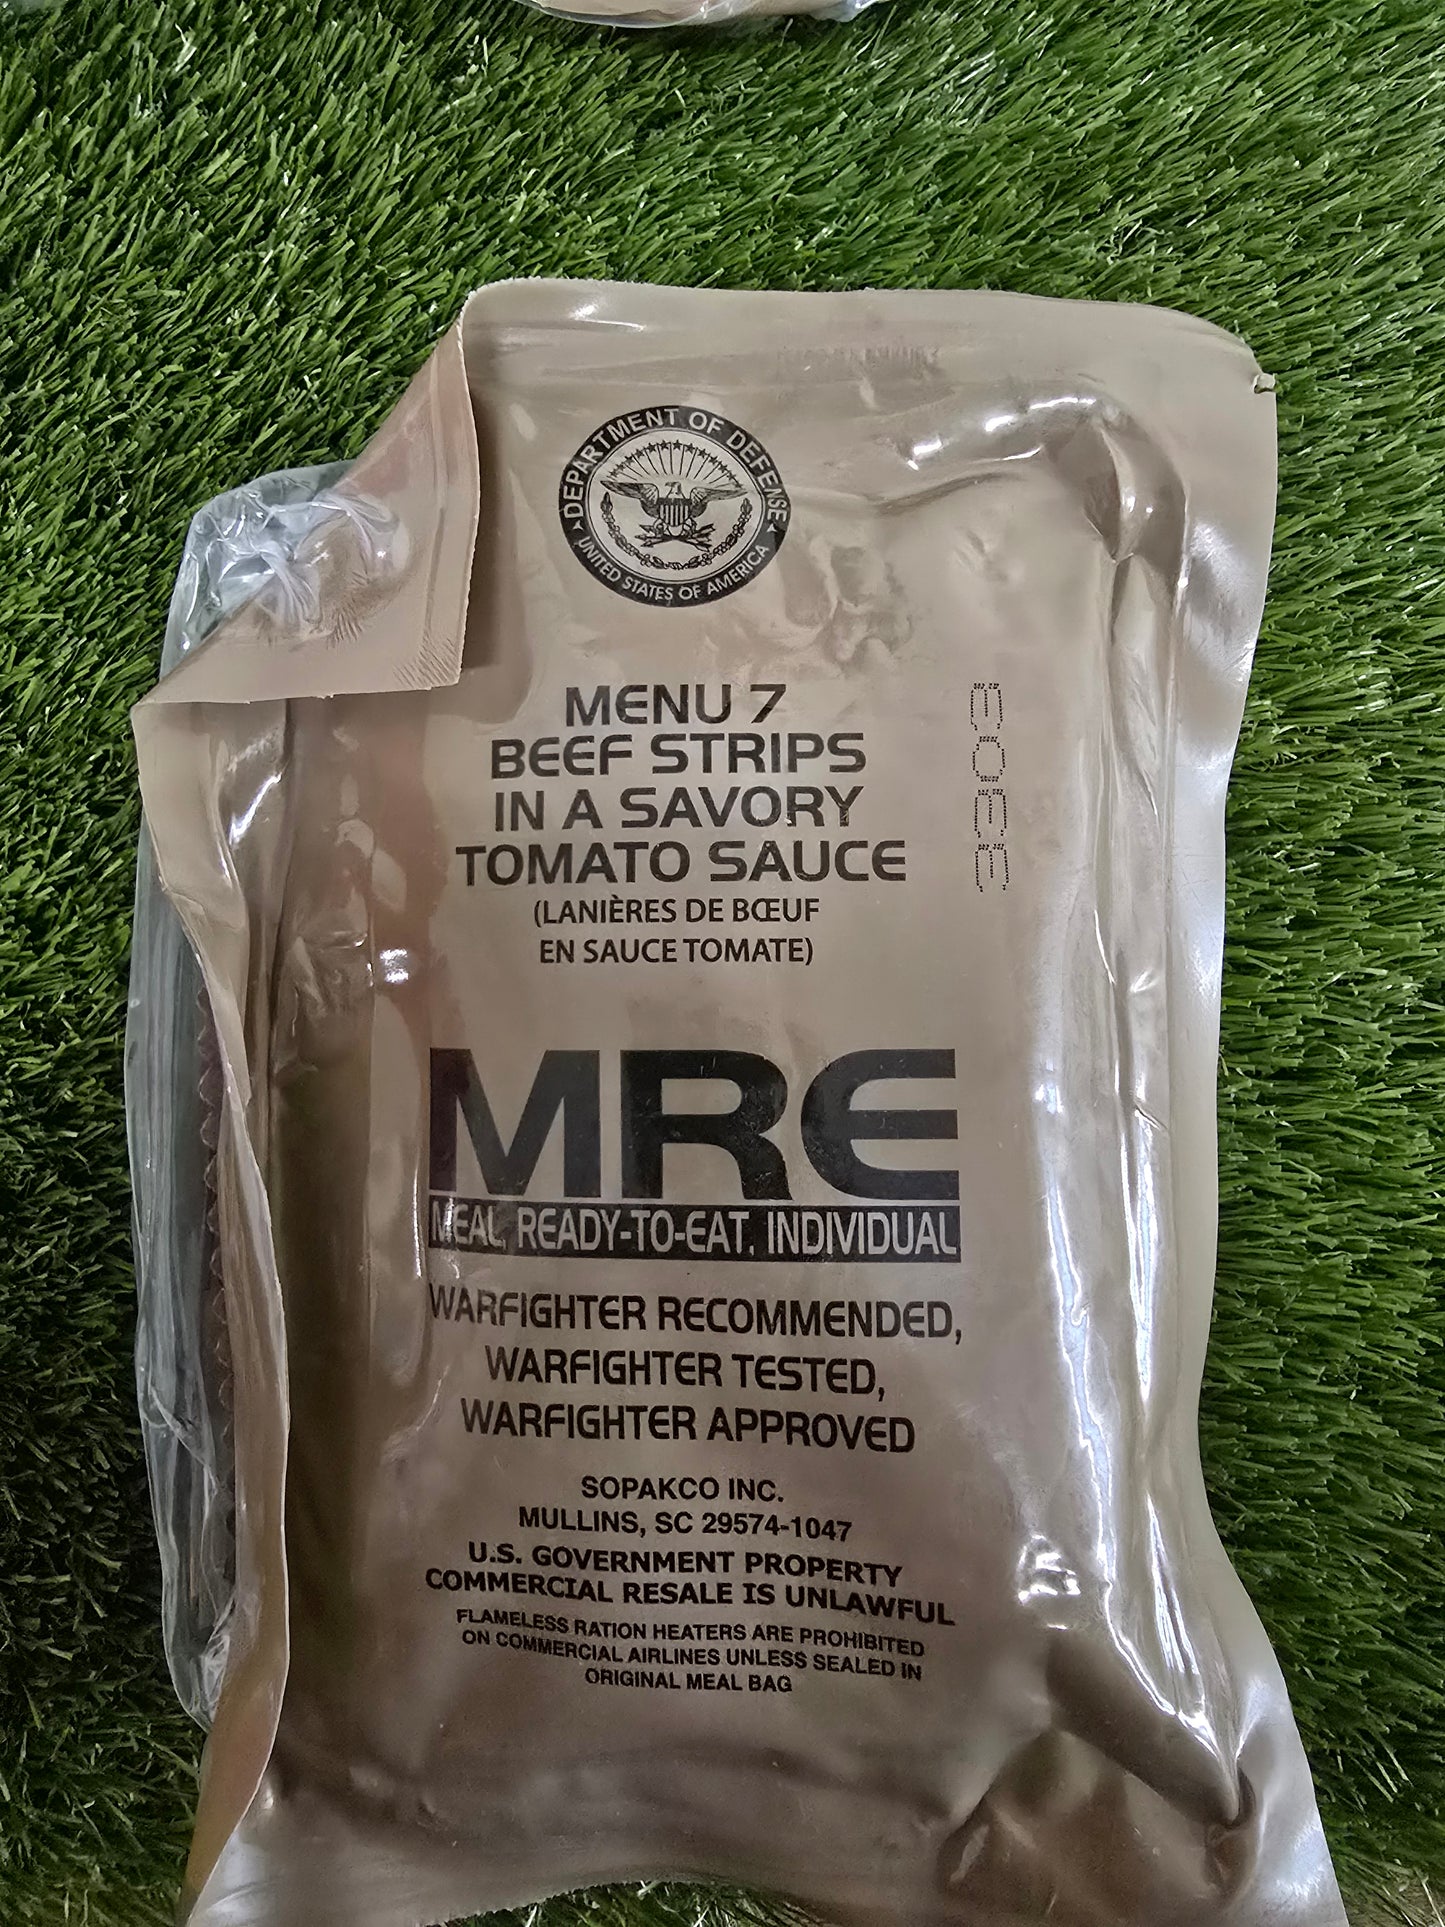 DEPARTMENT OF DEFENSE
UNITED STATES OF AMERICA
MENU 7
BEEF STRIPS
IN A SAVORY
TOMATO SAUCE
(LANIÈRES DE BŒUF
EN SAUCE TOMATE)
MRE
MEAL, READY-TO-EAT, INDIVIDUAL
WARFIGHTER RECOMMENDED,
WARFIGHTER TESTED,
WARFIGHTER APPROVED
SOPAKCO INC.
MULLINS, SC 29574-1047
U.S. GOVERNMENT PROPERTY
COMMERCIAL RESALE IS UNLAWFUL
FLAMELESS RATION HEATERS ARE PROHIBITED
ON COMMERCIAL AIRLINES UNLESS SEALED IN
ORIGINAL MEAL BAG